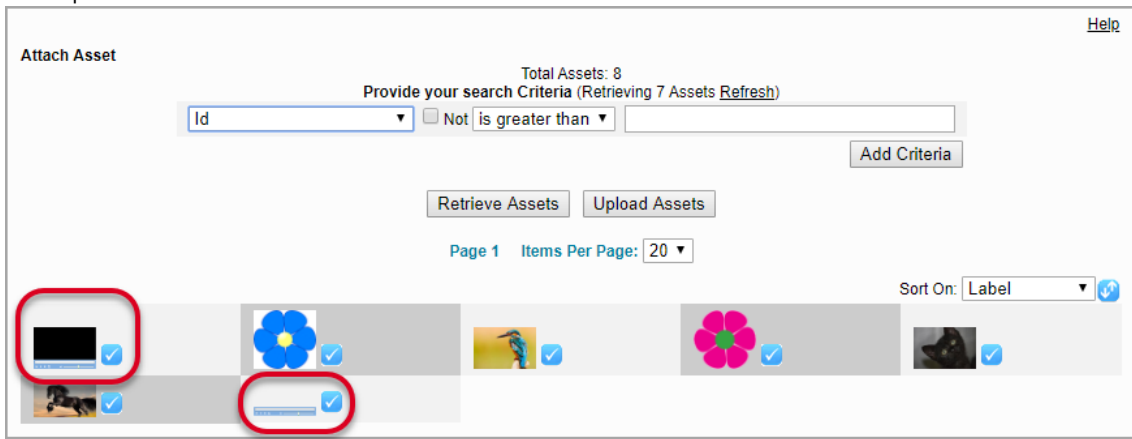 Help
Attach Asset
Total Assets: 8
Provide your search Criteria (Retrieving 7 Assets Refresh)
Id Not is greater than
Add Criteria
Retrieve Assets Upload Assets
Page 1 Items Per Page: 20
Sort On: Label